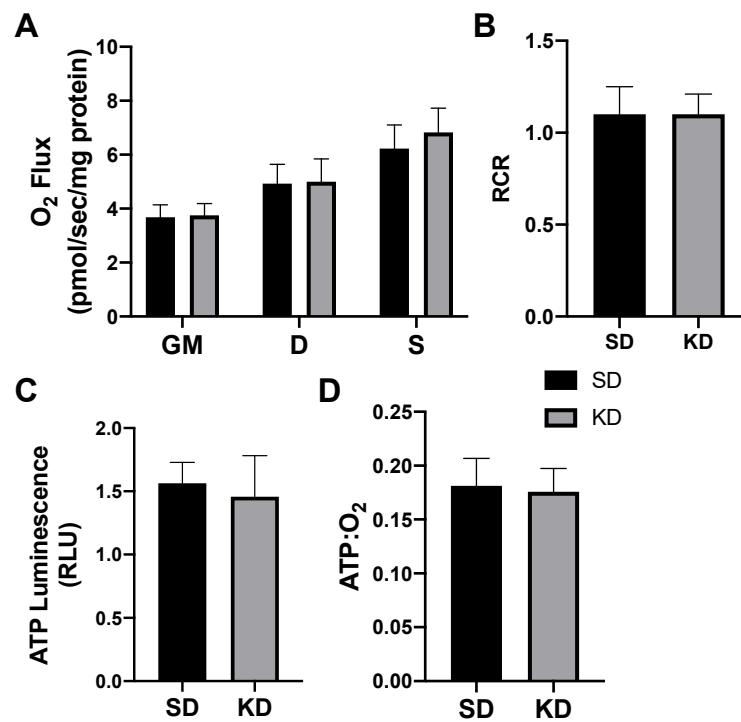 A
O₂ Flux
(pmol/sec/mg protein)
10
8
6
4
2
0
GM D S
B
RCR
1.5
1.0
0.5
0.0
SD KD
SD
KD
C
ATP Luminescence
(RLU)
2.0
1.5
1.0
0.5
0.0
SD KD
D
ATP:O₂
0.25
0.20
0.15
0.10
0.05
0.00
SD KD